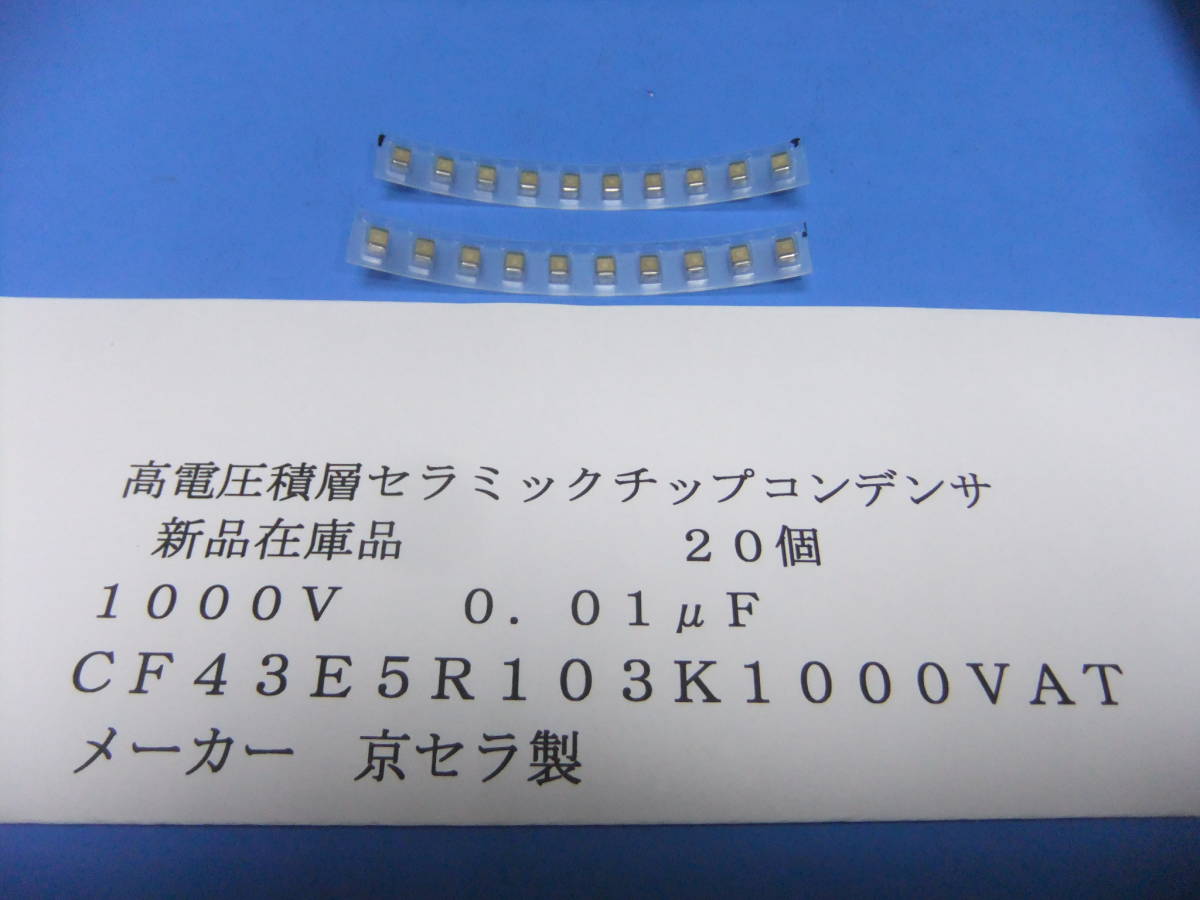 高電圧積層セラミックチップコンデンサ
新品在庫品　　　　　２０個
１０００Ｖ　　０．０１μＦ
ＣＦ４３Ｅ５Ｒ１０３Ｋ１０００ＶＡＴ
メーカー　京セラ製